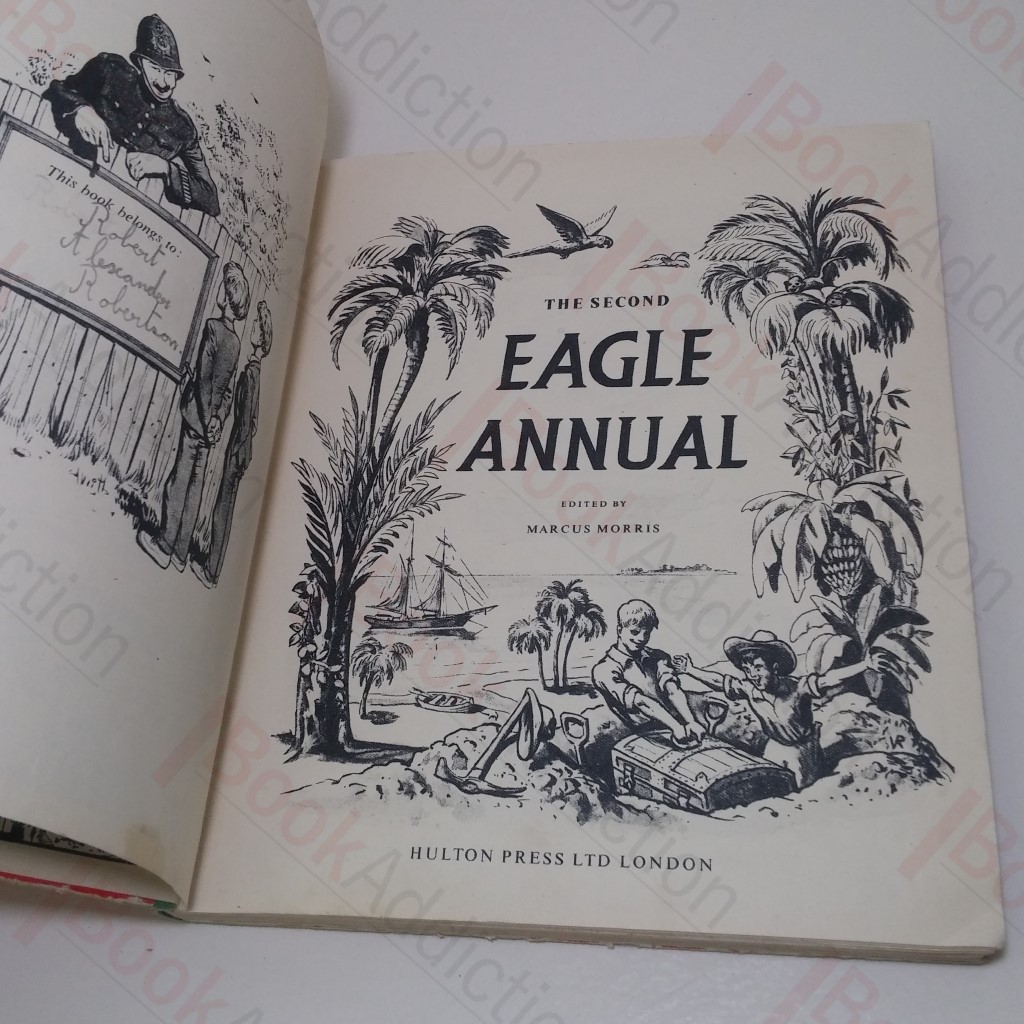 This book belongs to:
Robert
Alexander
Robertson
THE SECOND
EAGLE
ANNUAL
EDITED BY
MARCUS MORRIS
HULTON PRESS LTD LONDON
BookAddiction